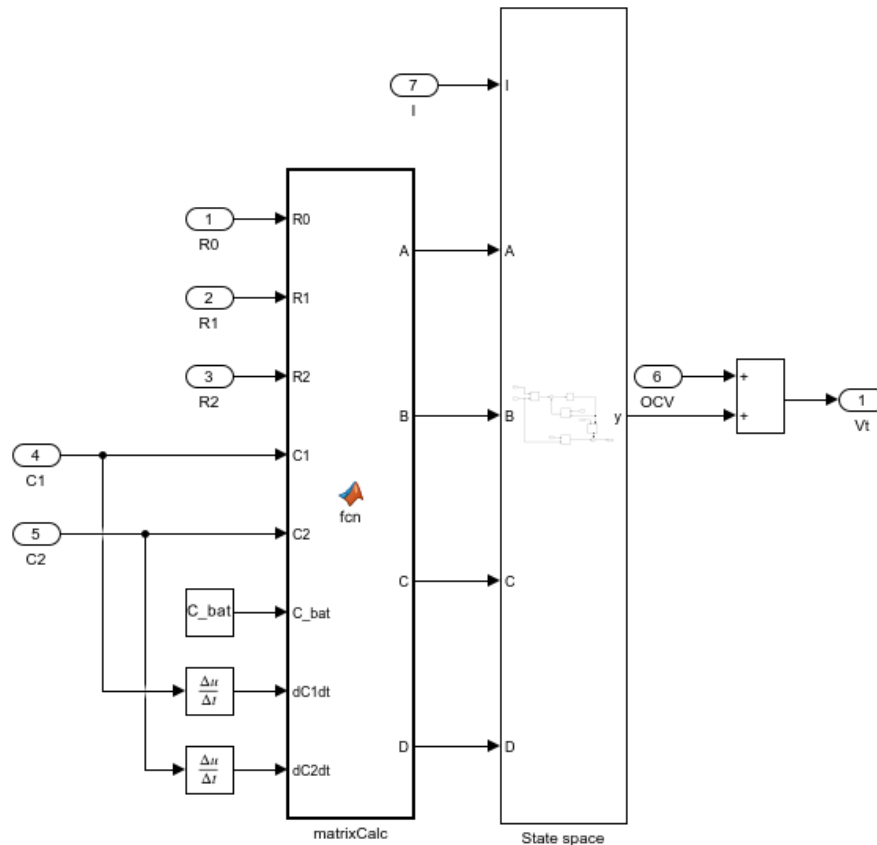 7
I
I
1
R0
R0
A
A
2
R1
R1
3
R2
R2
B
B
y
6
OCV
+
+
1
Vt
4
C1
C1
fcn
5
C2
C2
C
C
C_bat
C_bat
Δu
Δt
dC1dt
D
D
Δu
Δt
dC2dt
matrixCalc
State space